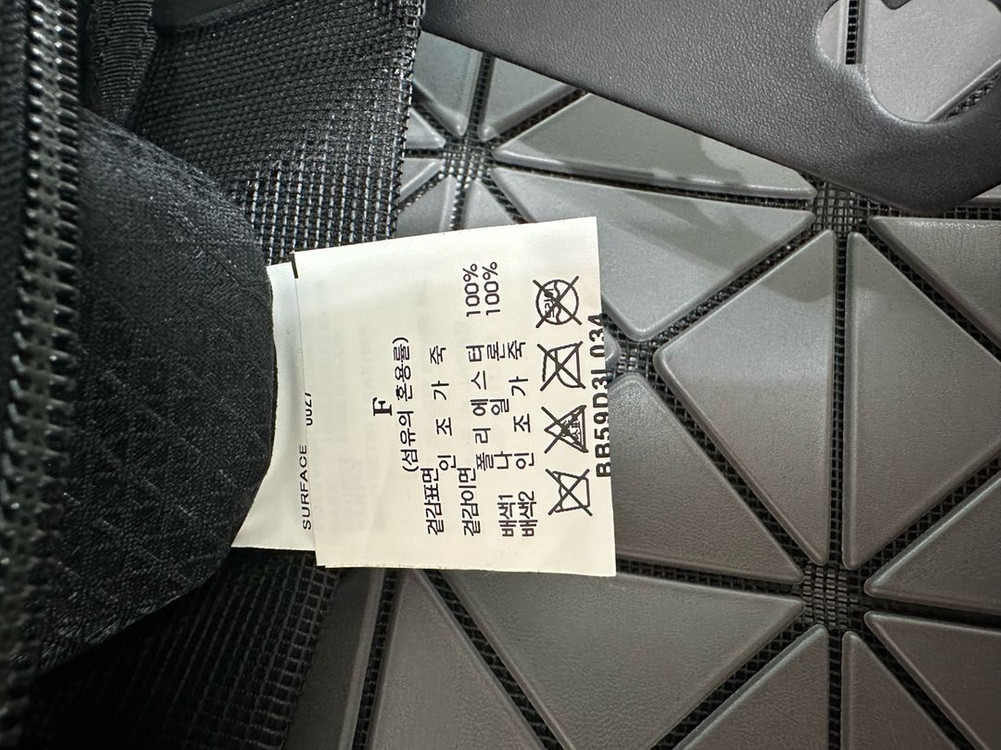 SURFACE
F
(섬유의 혼용률)
겉감표면 인 조 가 죽
겉감이면 폴 리 에 스 터 100%
배색1 나 일 론 100%
배색2 인 조 가 죽
BB59D3L034